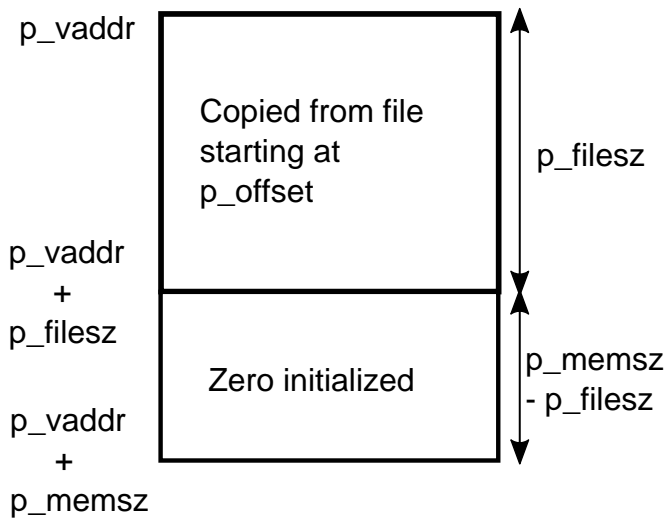 p_vaddr
Copied from file
starting at
p_offset
p_filesz
p_vaddr
+
p_filesz
Zero initialized
p_memsz
- p_filesz
p_vaddr
+
p_memsz